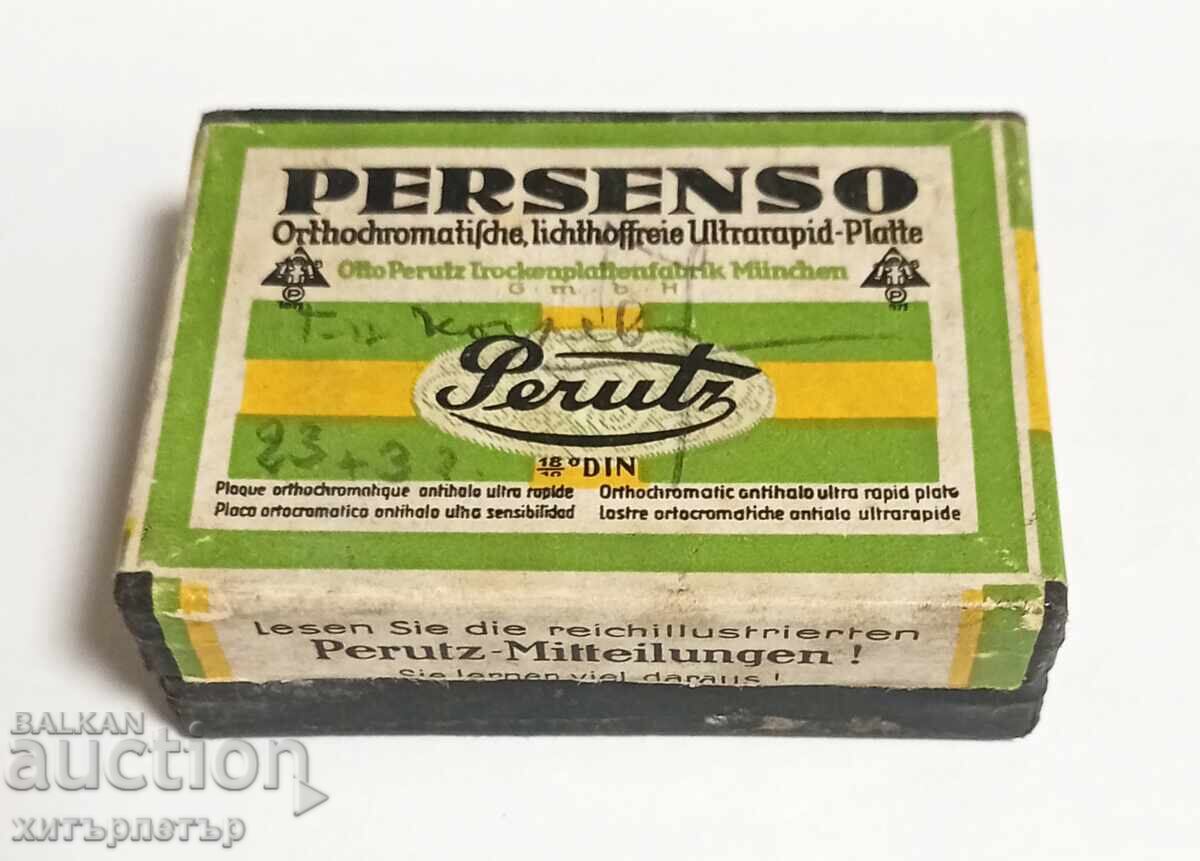 PERSENSO
Orthochromatiſche, lichthoffreie Ultrarapid-Platte
Otto Perutz Trockenplattenfabrik München
G m b H
Perutz
18/10 °DIN
23 + 3
Plaque orthochromatique antihalo ultra rapide
Placa ortocromatica antihalo ultra sensibilidad
Orthochromatic antihalo ultra rapid plate
Lastre ortocromatiche antialo ultrarapide
Lesen Sie die reichillustrierten
Perutz-Mitteilungen!
Sie lernen viel daraus!
BALKAN
auction
хитърпетър